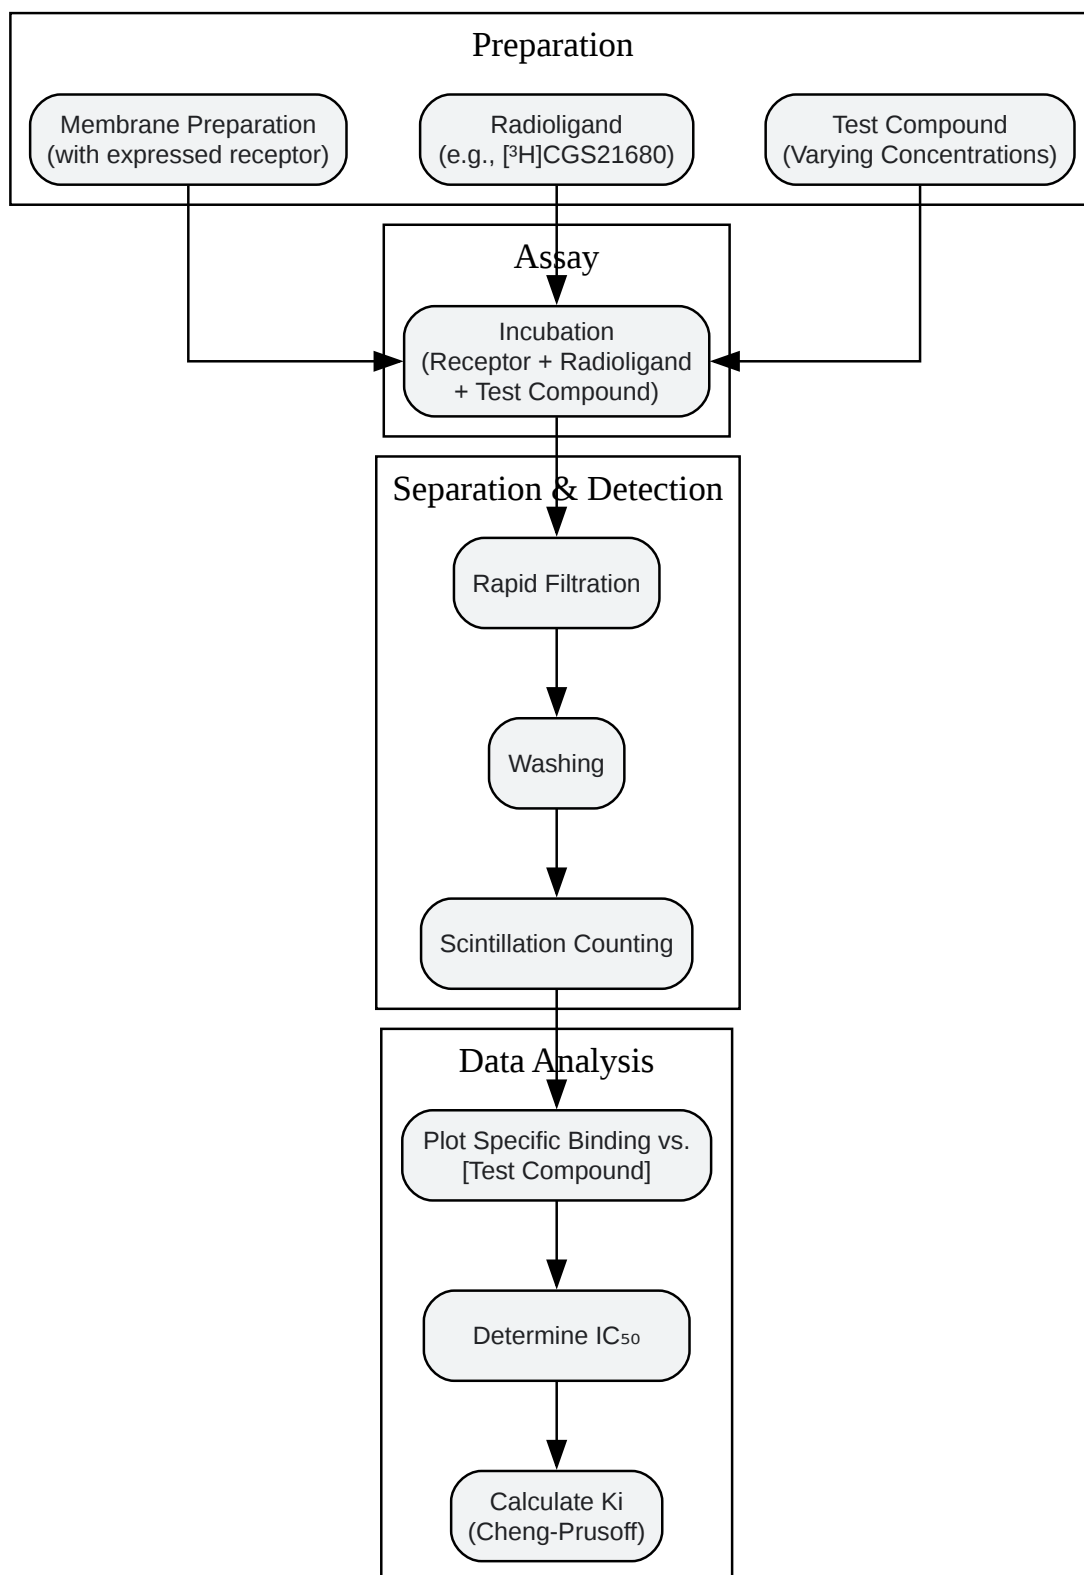 Preparation
Membrane Preparation
(with expressed receptor)
Radioligand
(e.g., [³H]CGS21680)
Test Compound
(Varying Concentrations)
Assay
Incubation
(Receptor + Radioligand
+ Test Compound)
Separation & Detection
Rapid Filtration
Washing
Scintillation Counting
Data Analysis
Plot Specific Binding vs.
[Test Compound]
Determine IC₅₀
Calculate Ki
(Cheng-Prusoff)